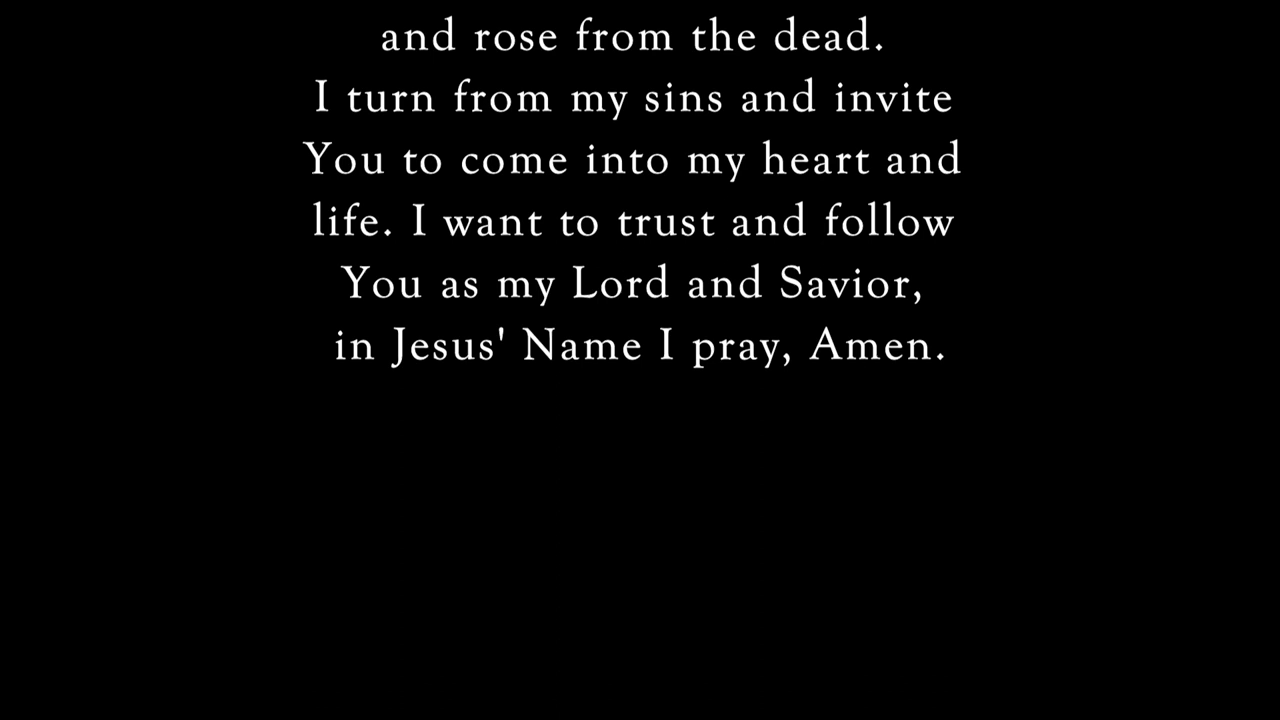 and rose from the dead.
I turn from my sins and invite
You to come into my heart and
life. I want to trust and follow
You as my Lord and Savior,
in Jesus' Name I pray, Amen.